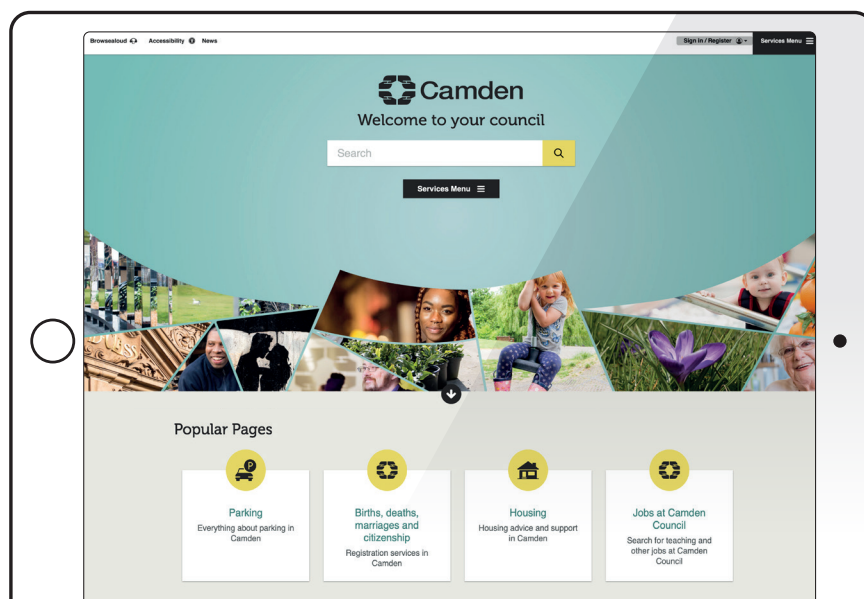 Browsealoud Accessibility News
Sign in / Register
Services Menu
Camden
Welcome to your council
Search
Services Menu
Popular Pages
P
Parking
Everything about parking in
Camden
Births, deaths,
marriages and
citizenship
Registration services in
Camden
Housing
Housing advice and support
in Camden
Jobs at Camden
Council
Search for teaching and
other jobs at Camden
Council